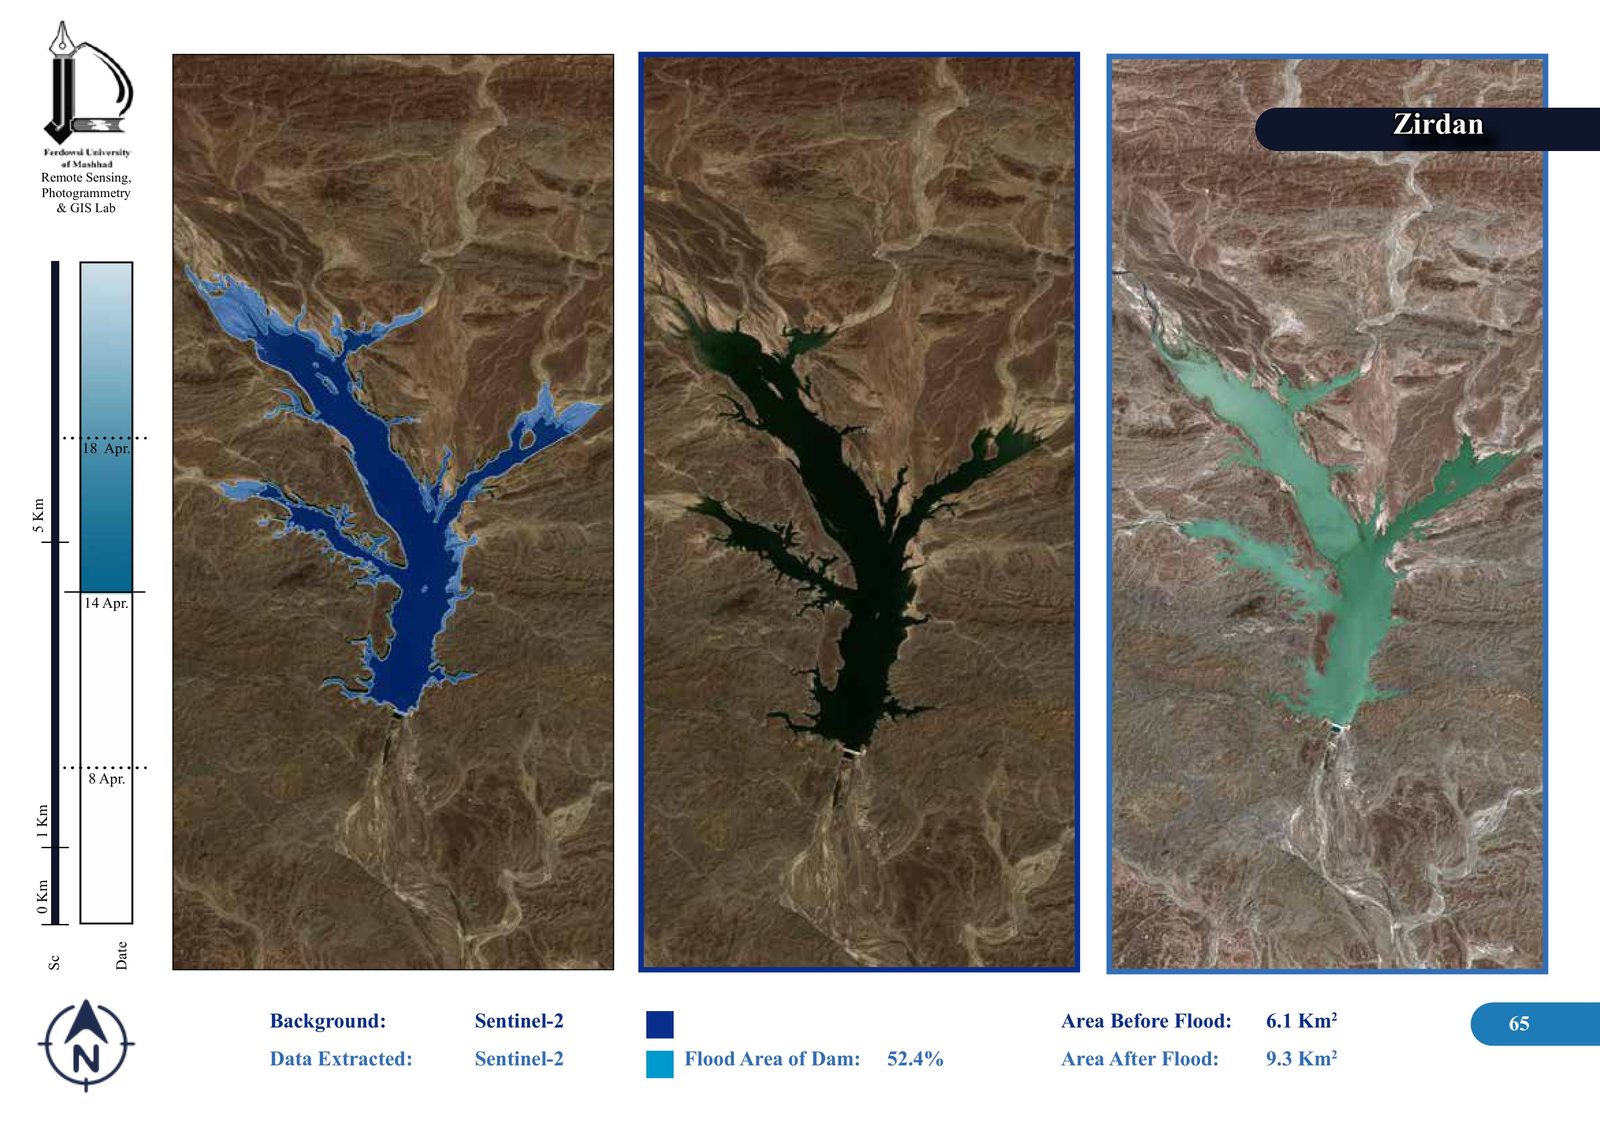 Ferdowsi University
of Mashhad
Remote Sensing,
Photogrammetry
& GIS Lab
Zirdan
18 Apr.
14 Apr.
8 Apr.
5 Km
1 Km
0 Km
Sc
Date
N
Background: Sentinel-2
Data Extracted: Sentinel-2
Flood Area of Dam: 52.4%
Area Before Flood: 6.1 Km²
Area After Flood: 9.3 Km²
65